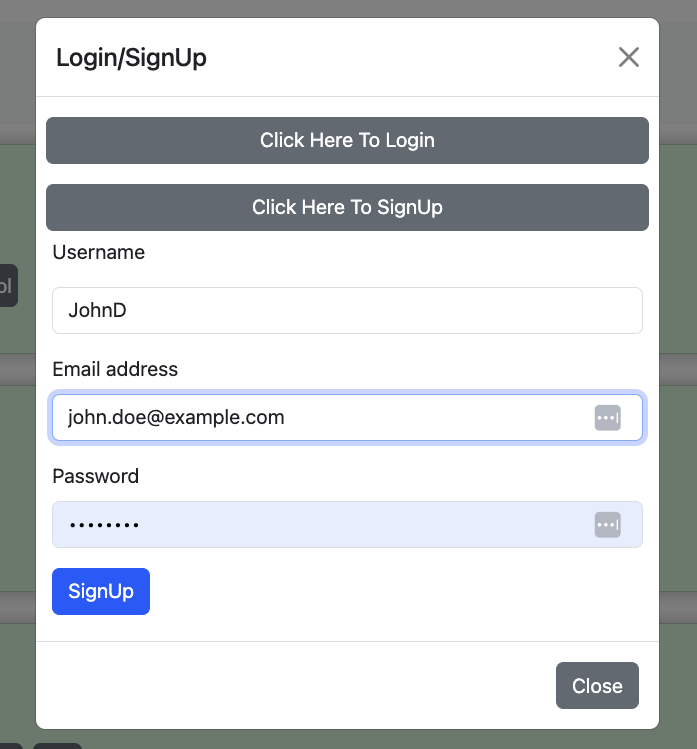 Login/SignUp
Click Here To Login
Click Here To SignUp
Username
JohnD
Email address
john.doe@example.com
Password
••••••••
SignUp
Close